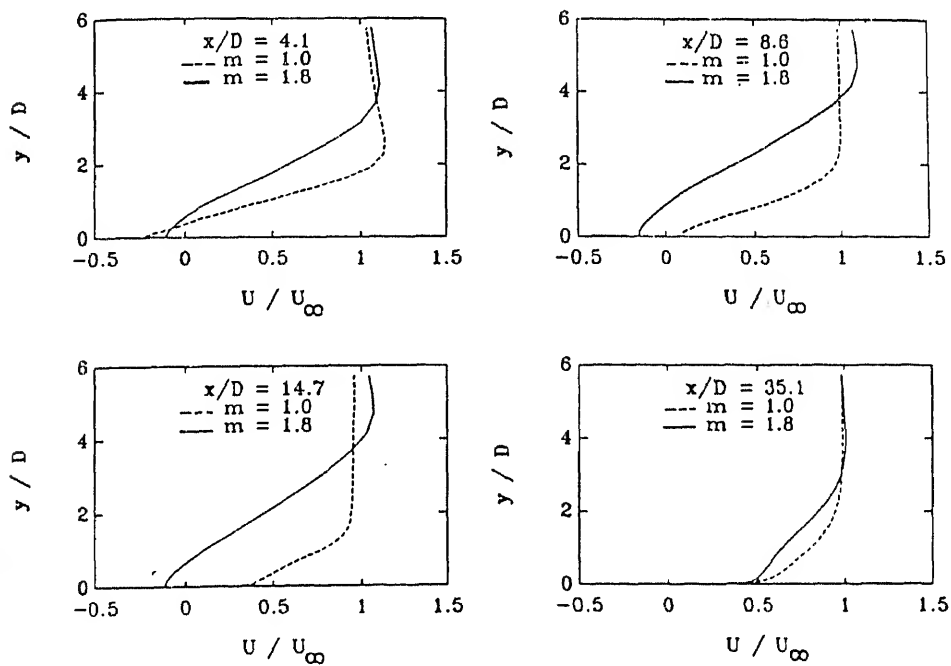 6
4
2
0
y / D
x/D = 4.1
m = 1.0
m = 1.8
-0.5 0 0.5 1 1.5
U / U∞
6
4
2
0
y / D
x/D = 8.6
m = 1.0
m = 1.8
-0.5 0 0.5 1 1.5
U / U∞
6
4
2
0
y / D
x/D = 14.7
m = 1.0
m = 1.8
-0.5 0 0.5 1 1.5
U / U∞
6
4
2
0
y / D
x/D = 35.1
m = 1.0
m = 1.8
-0.5 0 0.5 1 1.5
U / U∞